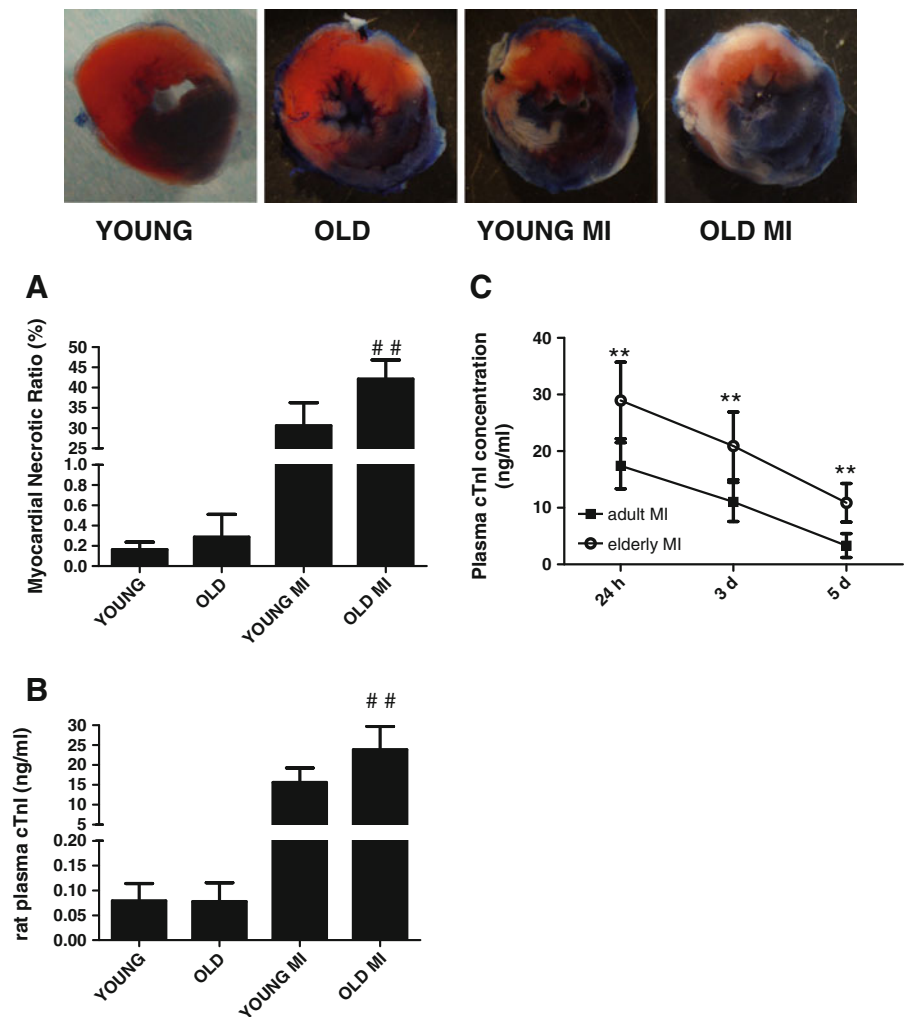 YOUNG OLD YOUNG MI OLD MI
A
Myocardial Necrotic Ratio (%)
50
45
40
35
30
25
1.0
0.8
0.6
0.4
0.2
0.0
# #
YOUNG OLD YOUNG MI OLD MI
C
Plasma cTnI concentration
(ng/ml)
40
30
20
10
0
**
**
**
adult MI
elderly MI
24 h 3 d 5 d
B
rat plasma cTnI (ng/ml)
30
25
20
15
10
5
0.20
0.15
0.10
0.05
0.00
# #
YOUNG OLD YOUNG MI OLD MI